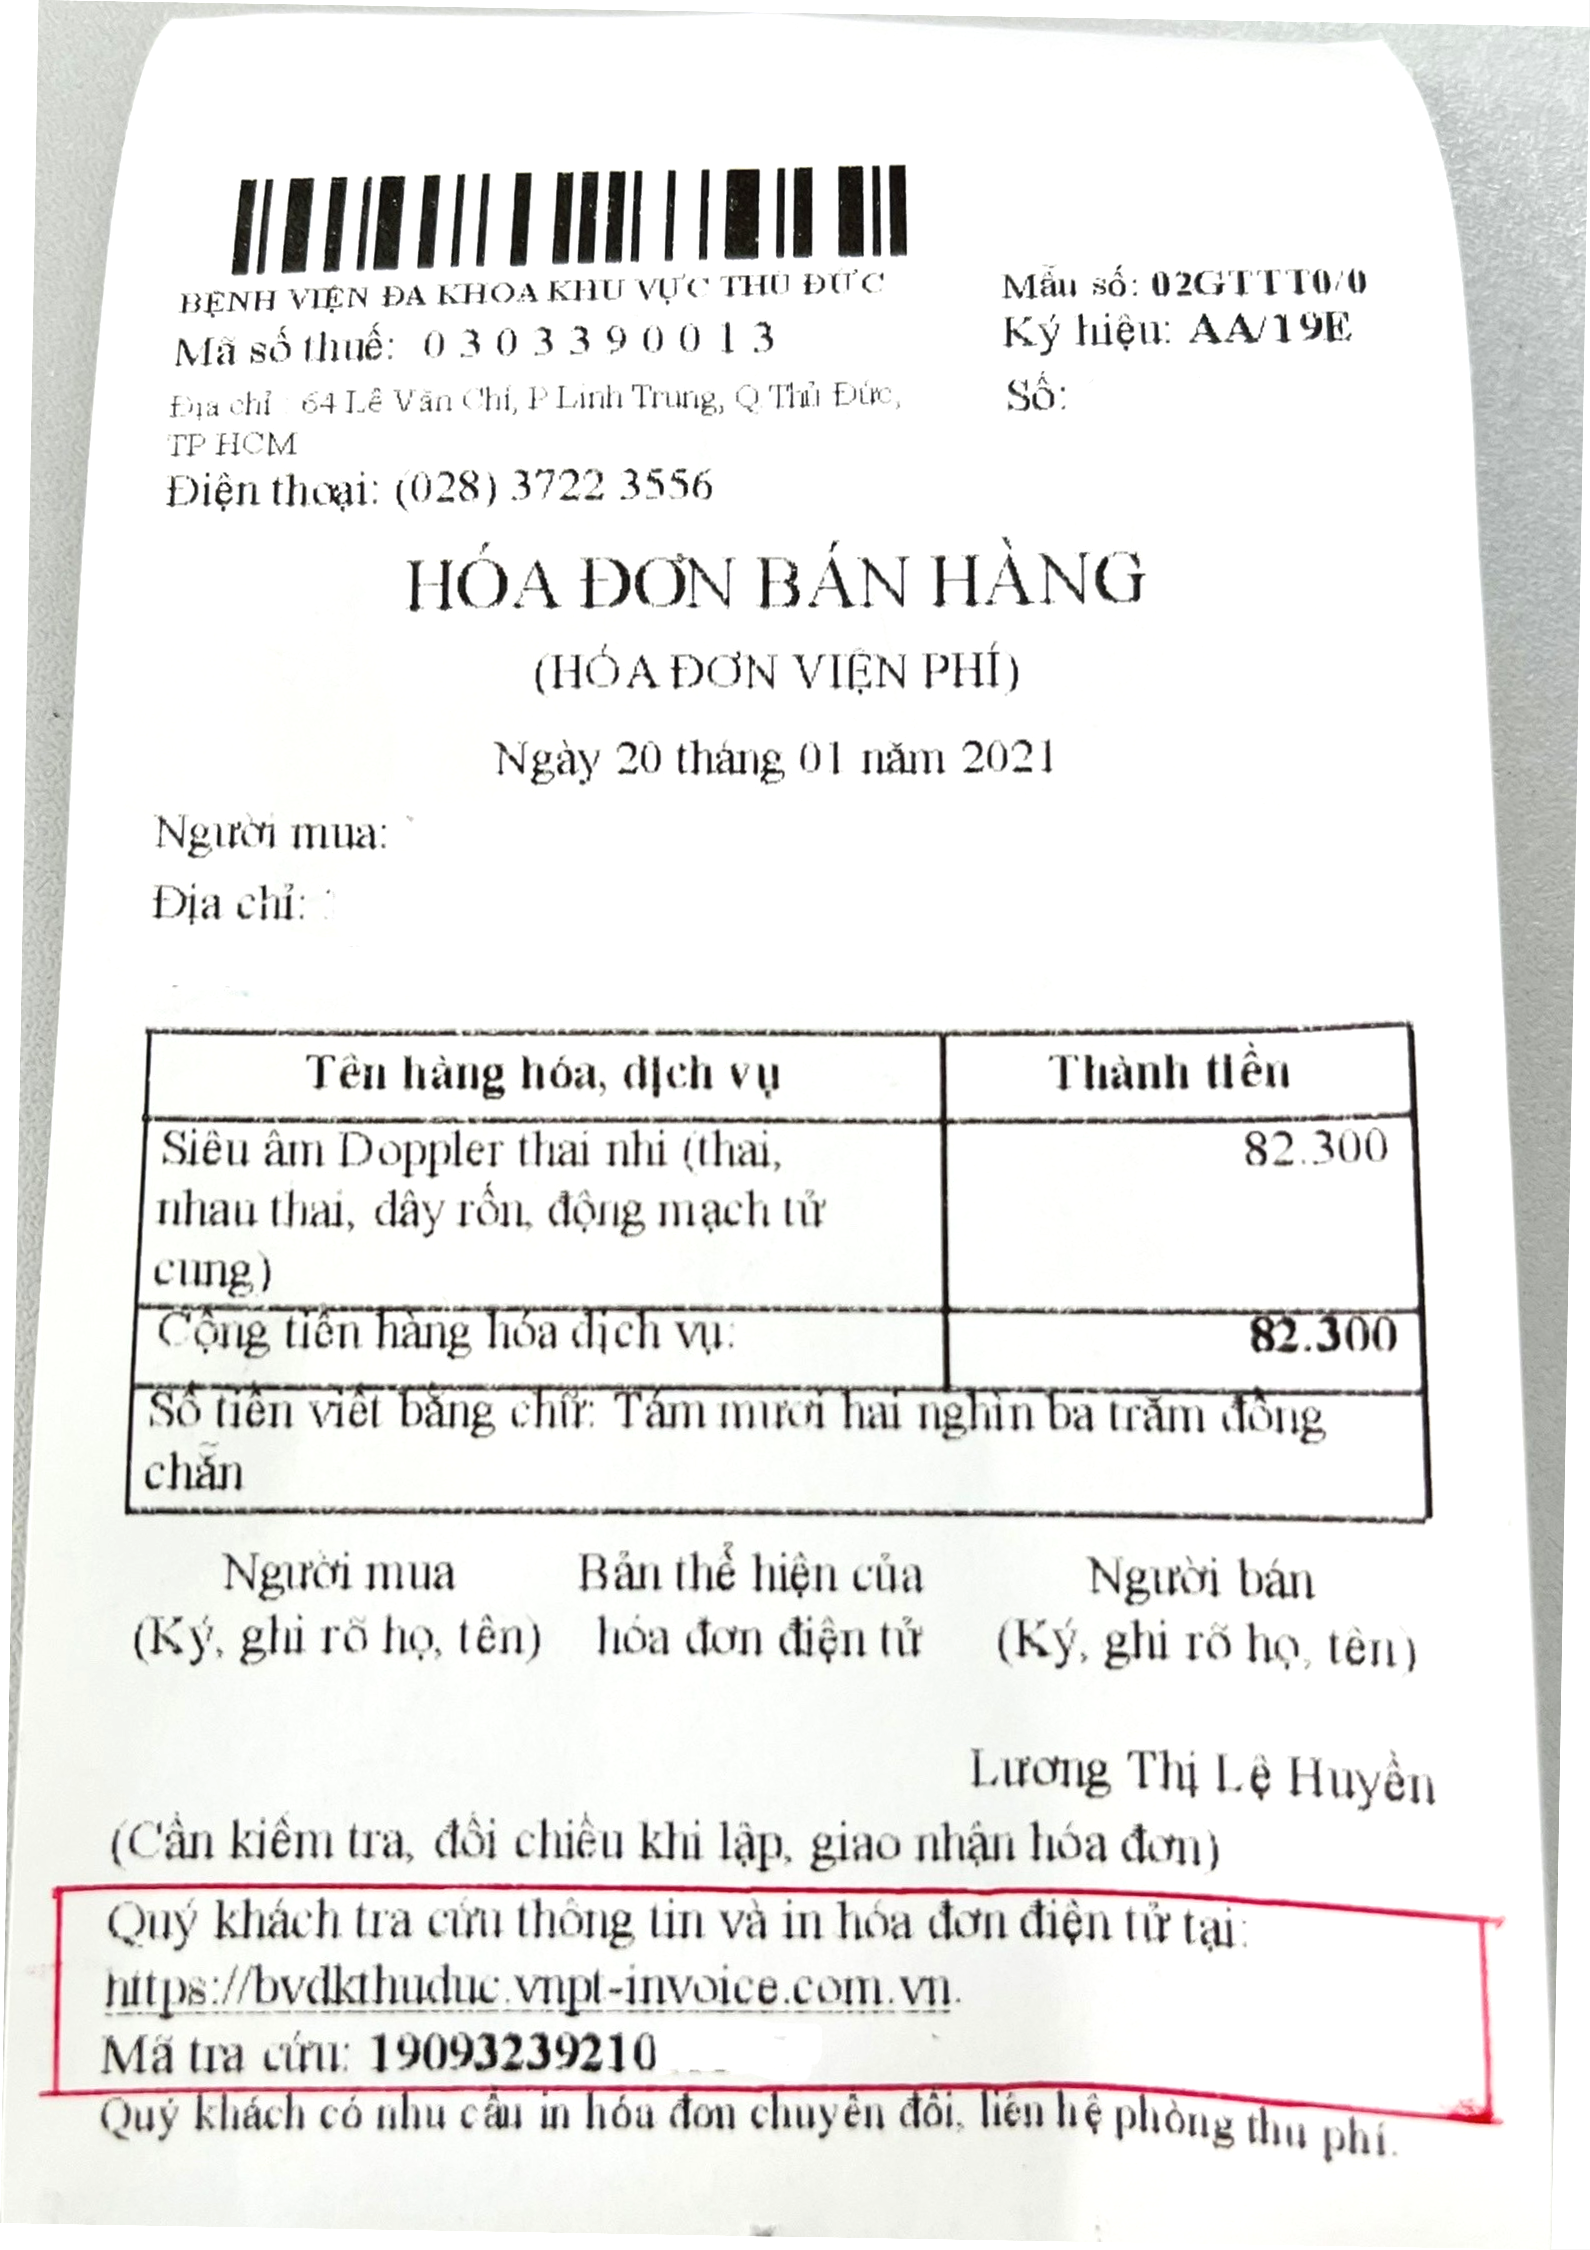 BỆNH VIỆN ĐA KHOA KHU VỰC THỦ ĐỨC
Mã số thuế: 0 3 0 3 3 9 0 0 1 3
Địa chỉ : 64 Lê Văn Chí, P Linh Trung, Q Thủ Đức,
TP HCM
Điện thoại: (028) 3722 3556
Mẫu số: 02GTTT0/0
Ký hiệu: AA/19E
Số:
HÓA ĐƠN BÁN HÀNG
(HÓA ĐƠN VIỆN PHÍ)
Ngày 20 tháng 01 năm 2021
Người mua:
Địa chỉ:
Tên hàng hóa, dịch vụ Thành tiền
Siêu âm Doppler thai nhi (thai, 82.300
nhau thai, dây rốn, động mạch tử
cung)
Cộng tiền hàng hóa dịch vụ: 82.300
Số tiền viết bằng chữ: Tám mươi hai nghìn ba trăm đồng
chẵn
Người mua Bản thể hiện của Người bán
(Ký, ghi rõ họ, tên) hóa đơn điện tử (Ký, ghi rõ họ, tên)
Lương Thị Lệ Huyền
(Cần kiểm tra, đối chiếu khi lập, giao nhận hóa đơn)
Quý khách tra cứu thông tin và in hóa đơn điện tử tại:
https://bvdkthuduc.vnpt-invoice.com.vn.
Mã tra cứu: 19093239210
Quý khách có nhu cầu in hóa đơn chuyển đổi, liên hệ phòng thu phí.